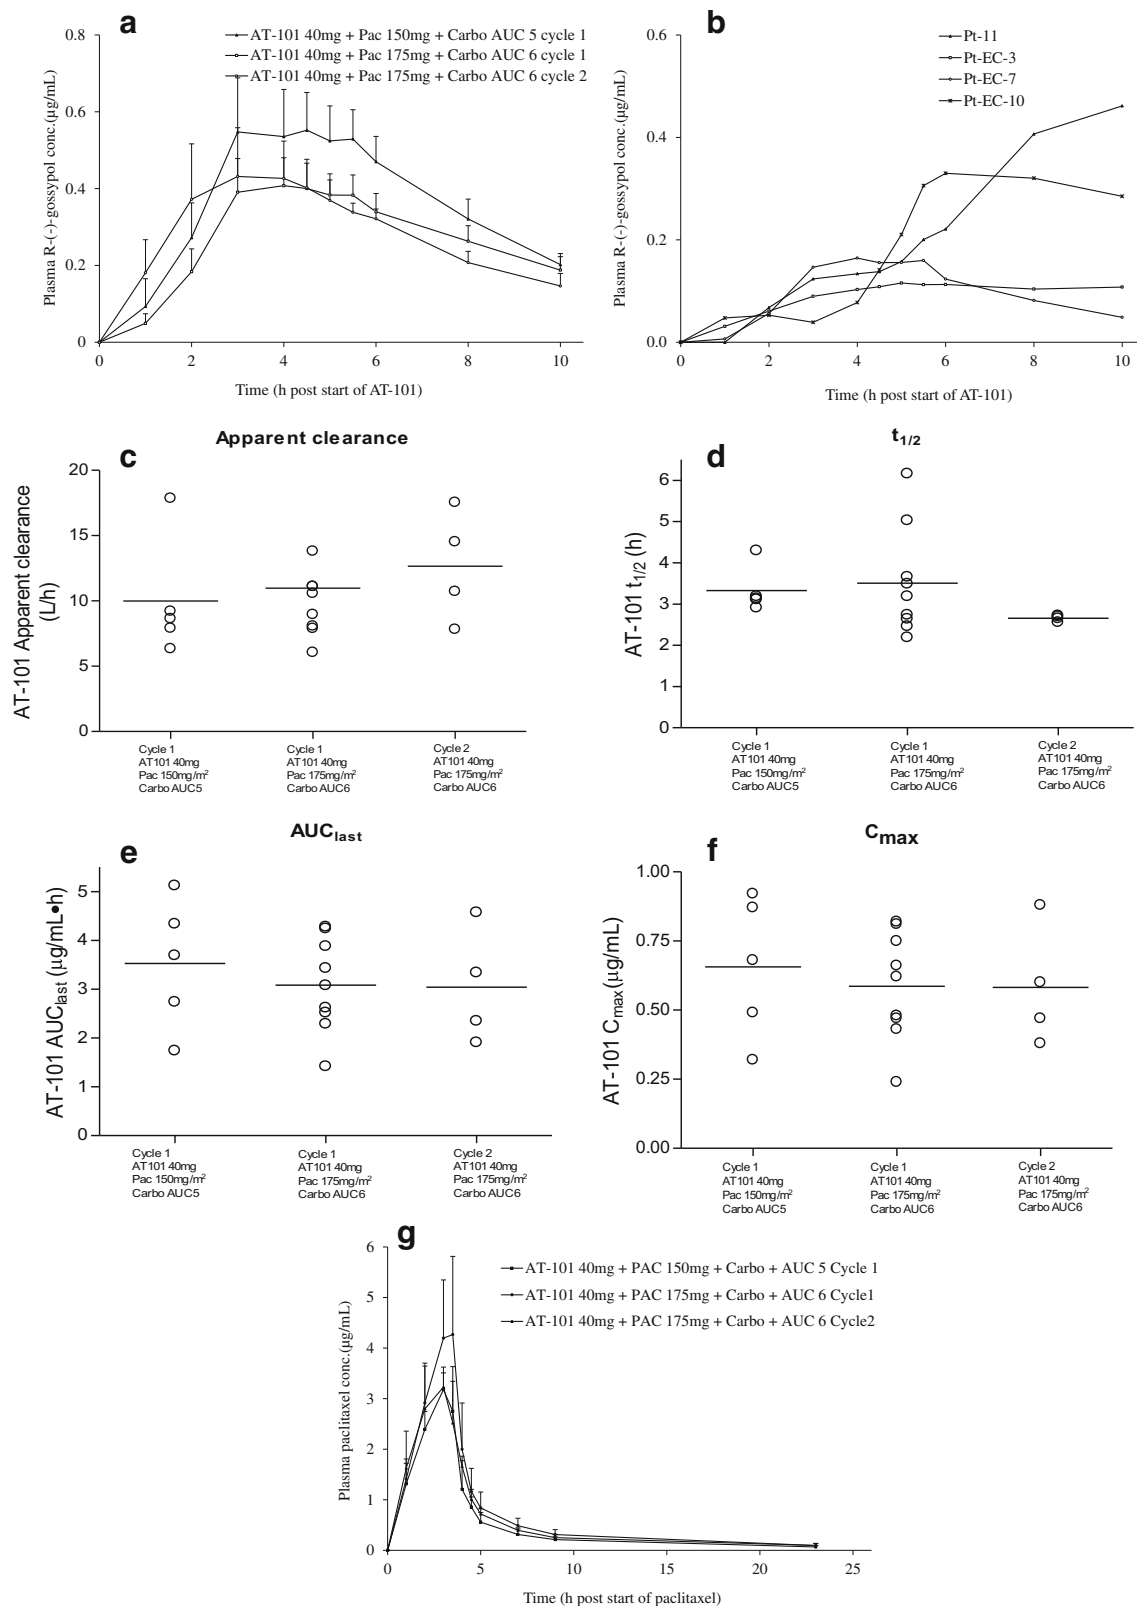 a
AT-101 40mg + Pac 150mg + Carbo AUC 5 cycle 1
AT-101 40mg + Pac 175mg + Carbo AUC 6 cycle 1
AT-101 40mg + Pac 175mg + Carbo AUC 6 cycle 2
Plasma R-(-)-gossypol conc.(µg/mL)
0.8
0.6
0.4
0.2
0
0 2 4 6 8 10
Time (h post start of AT-101)
b
Pt-11
Pt-EC-3
Pt-EC-7
Pt-EC-10
Plasma R-(-)-gossypol conc.(µg/mL)
0.6
0.4
0.2
0.0
0 2 4 6 8 10
Time (h post start of AT-101)
c
Apparent clearance
AT-101 Apparent clearance
(L/h)
20
15
10
5
0
Cycle 1
AT101 40mg
Pac 150mg/m²
Carbo AUC5
Cycle 1
AT101 40mg
Pac 175mg/m²
Carbo AUC6
Cycle 2
AT101 40mg
Pac 175mg/m²
Carbo AUC6
d
t1/2
AT-101 t1/2 (h)
6
5
4
3
2
1
0
Cycle 1
AT101 40mg
Pac 150mg/m²
Carbo AUC5
Cycle 1
AT101 40mg
Pac 175mg/m²
Carbo AUC6
Cycle 2
AT101 40mg
Pac 175mg/m²
Carbo AUC6
e
AUClast
AT-101 AUClast (µg/mL•h)
5
4
3
2
1
0
Cycle 1
AT101 40mg
Pac 150mg/m²
Carbo AUC5
Cycle 1
AT101 40mg
Pac 175mg/m²
Carbo AUC6
Cycle 2
AT101 40mg
Pac 175mg/m²
Carbo AUC6
f
Cmax
AT-101 Cmax (µg/mL)
1.00
0.75
0.50
0.25
0.00
Cycle 1
AT101 40mg
Pac 150mg/m²
Carbo AUC5
Cycle 1
AT101 40mg
Pac 175mg/m²
Carbo AUC6
Cycle 2
AT101 40mg
Pac 175mg/m²
Carbo AUC6
g
AT-101 40mg + PAC 150mg + Carbo + AUC 5 Cycle 1
AT-101 40mg + PAC 175mg + Carbo + AUC 6 Cycle1
AT-101 40mg + PAC 175mg + Carbo + AUC 6 Cycle2
Plasma paclitaxel conc.(µg/mL)
6
5
4
3
2
1
0
0 5 10 15 20 25
Time (h post start of paclitaxel)